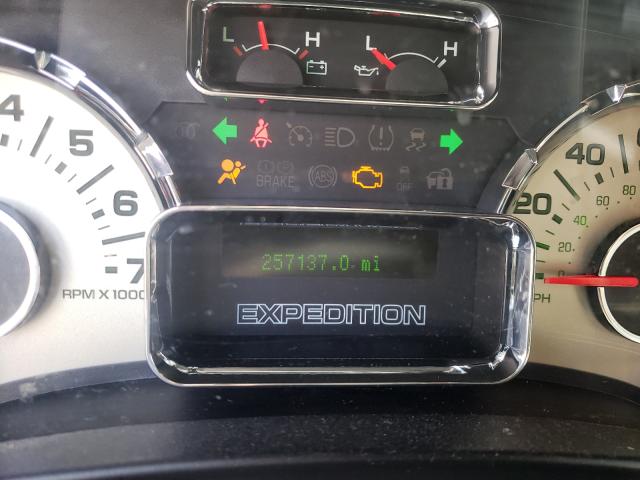 L H L H
4 5 6 7
RPM X 1000
BRAKE ABS OFF
257137.0 mi
EXPEDITION
20 40
0 20 40 60 80
PH